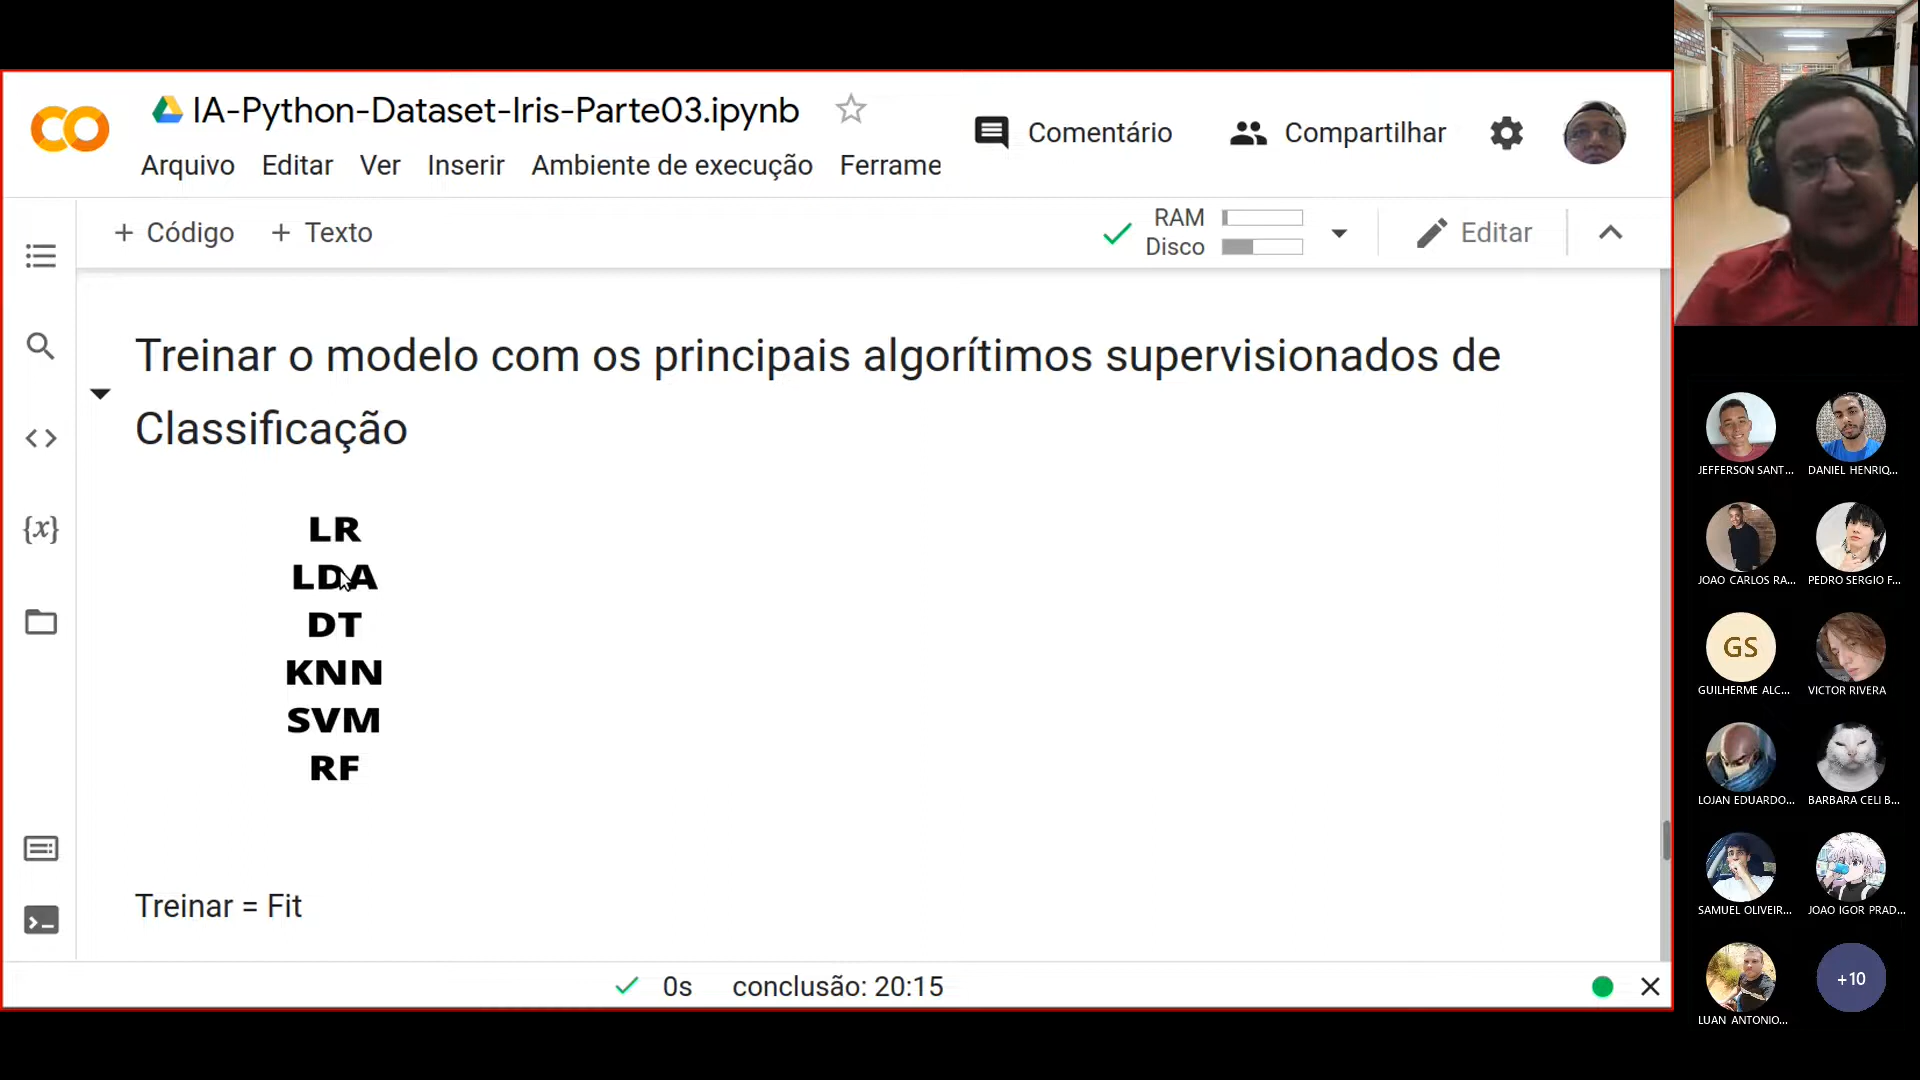 IA-Python-Dataset-Iris-Parte03.ipynb
Comentário
Compartilhar
Arquivo Editar Ver Inserir Ambiente de execução Ferrame
+ Código + Texto
RAM
Disco
Editar
Treinar o modelo com os principais algorítimos supervisionados de
Classificação
LR
LDA
DT
KNN
SVM
RF
Treinar = Fit
0s conclusão: 20:15
JEFFERSON SANT... DANIEL HENRIQ...
JOAO CARLOS RA... PEDRO SERGIO F...
GS
GUILHERME ALC... VICTOR RIVERA
LOJAN EDUARDO... BARBARA CELI B...
SAMUEL OLIVEIR... JOAO IGOR PRAD...
+10
LUAN ANTONIO...